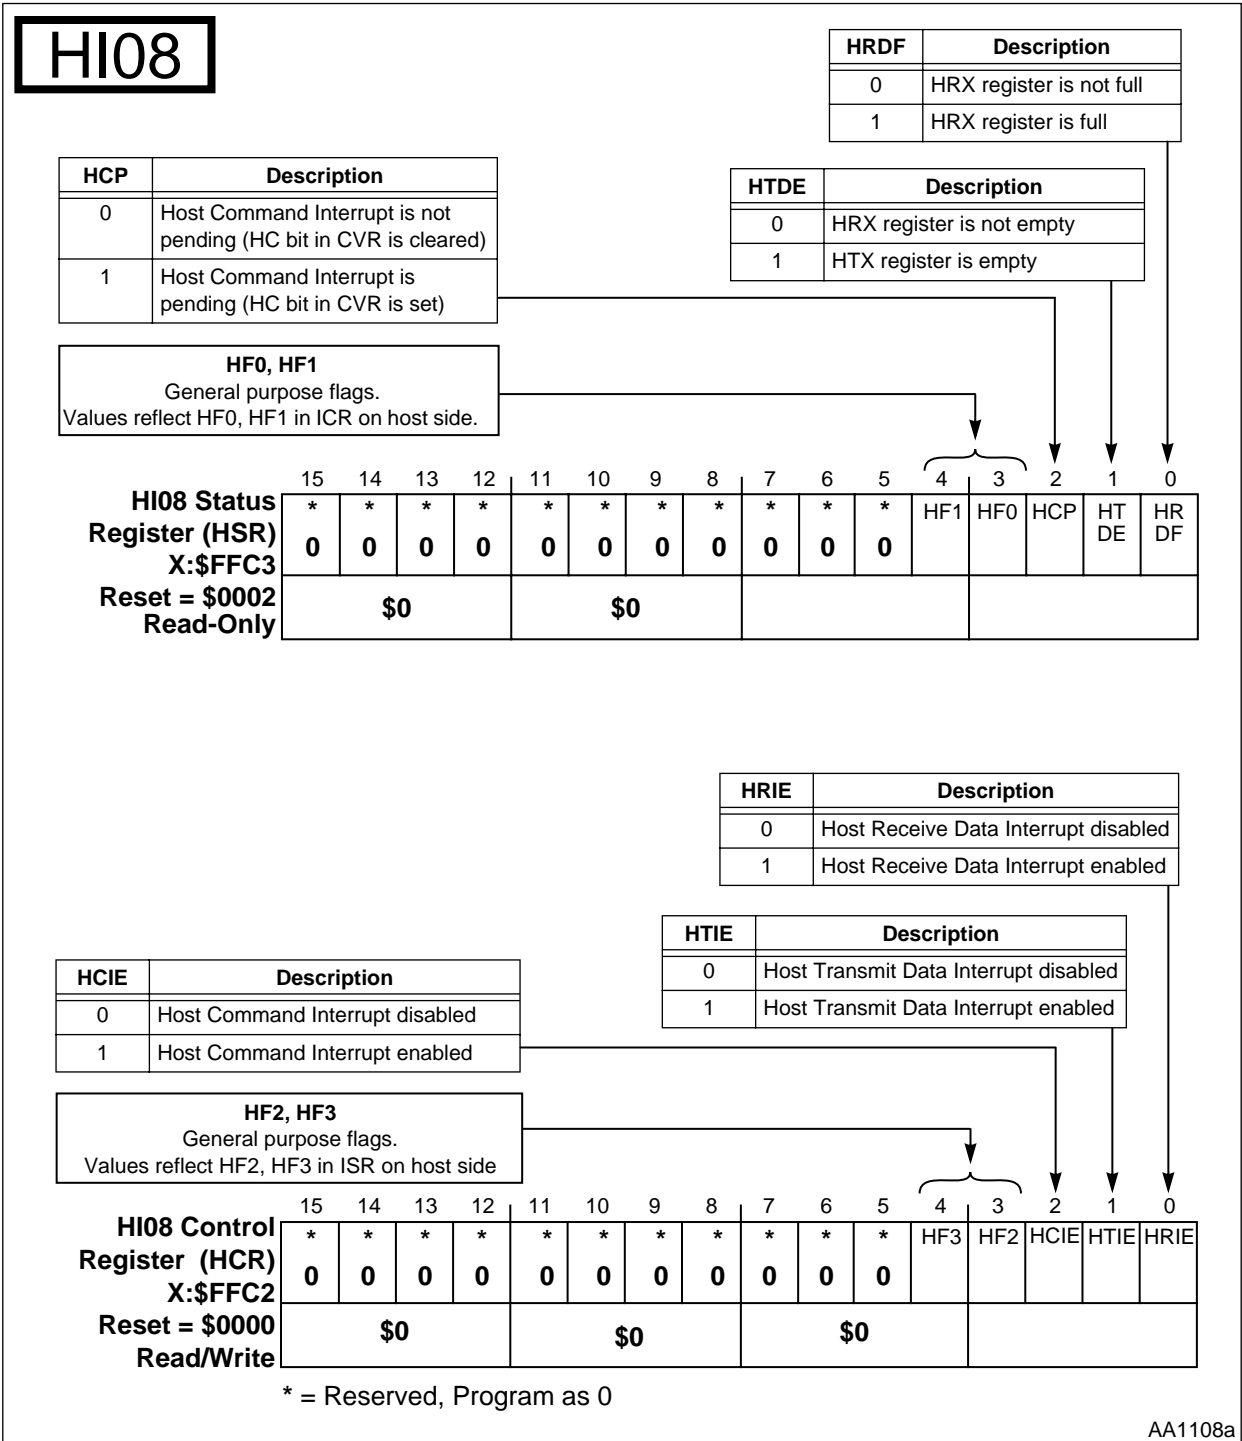 HI08
HRDF Description
0 HRX register is not full
1 HRX register is full
HCP Description
0 Host Command Interrupt is not
pending (HC bit in CVR is cleared)
1 Host Command Interrupt is
pending (HC bit in CVR is set)
HTDE Description
0 HRX register is not empty
1 HTX register is empty
HF0, HF1
General purpose flags.
Values reflect HF0, HF1 in ICR on host side.
15 14 13 12 11 10 9 8 7 6 5 4 3 2 1 0
HI08 Status
Register (HSR)
X:$FFC3
Reset = $0002
Read-Only
* * * * * * * * * * * HF1 HF0 HCP HT DE HR DF
0 0 0 0 0 0 0 0 0 0 0
$0 $0
HRIE Description
0 Host Receive Data Interrupt disabled
1 Host Receive Data Interrupt enabled
HTIE Description
0 Host Transmit Data Interrupt disabled
1 Host Transmit Data Interrupt enabled
HCIE Description
0 Host Command Interrupt disabled
1 Host Command Interrupt enabled
HF2, HF3
General purpose flags.
Values reflect HF2, HF3 in ISR on host side
15 14 13 12 11 10 9 8 7 6 5 4 3 2 1 0
HI08 Control
Register (HCR)
X:$FFC2
Reset = $0000
Read/Write
* * * * * * * * * * * HF3 HF2 HCIE HTIE HRIE
0 0 0 0 0 0 0 0 0 0 0
$0 $0 $0
* = Reserved, Program as 0
AA1108a